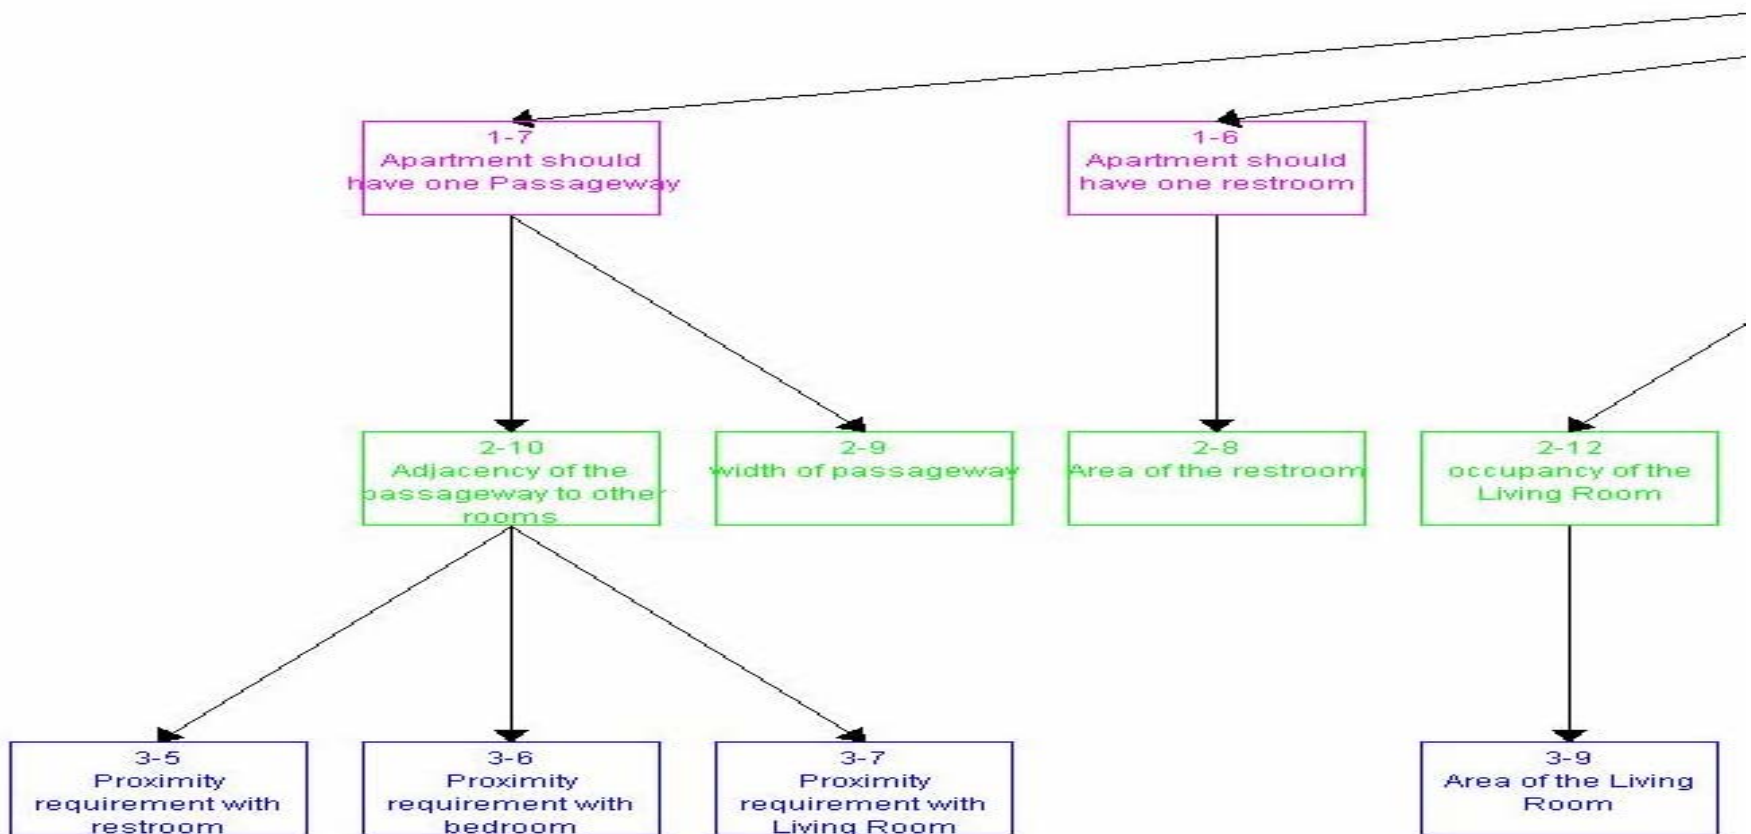 1-7
Apartment should
have one Passageway
1-6
Apartment should
have one restroom
2-10
Adjacency of the
passageway to other
rooms
2-9
width of passageway
2-8
Area of the restroom
2-12
occupancy of the
Living Room
3-5
Proximity
requirement with
restroom
3-6
Proximity
requirement with
bedroom
3-7
Proximity
requirement with
Living Room
3-9
Area of the Living
Room